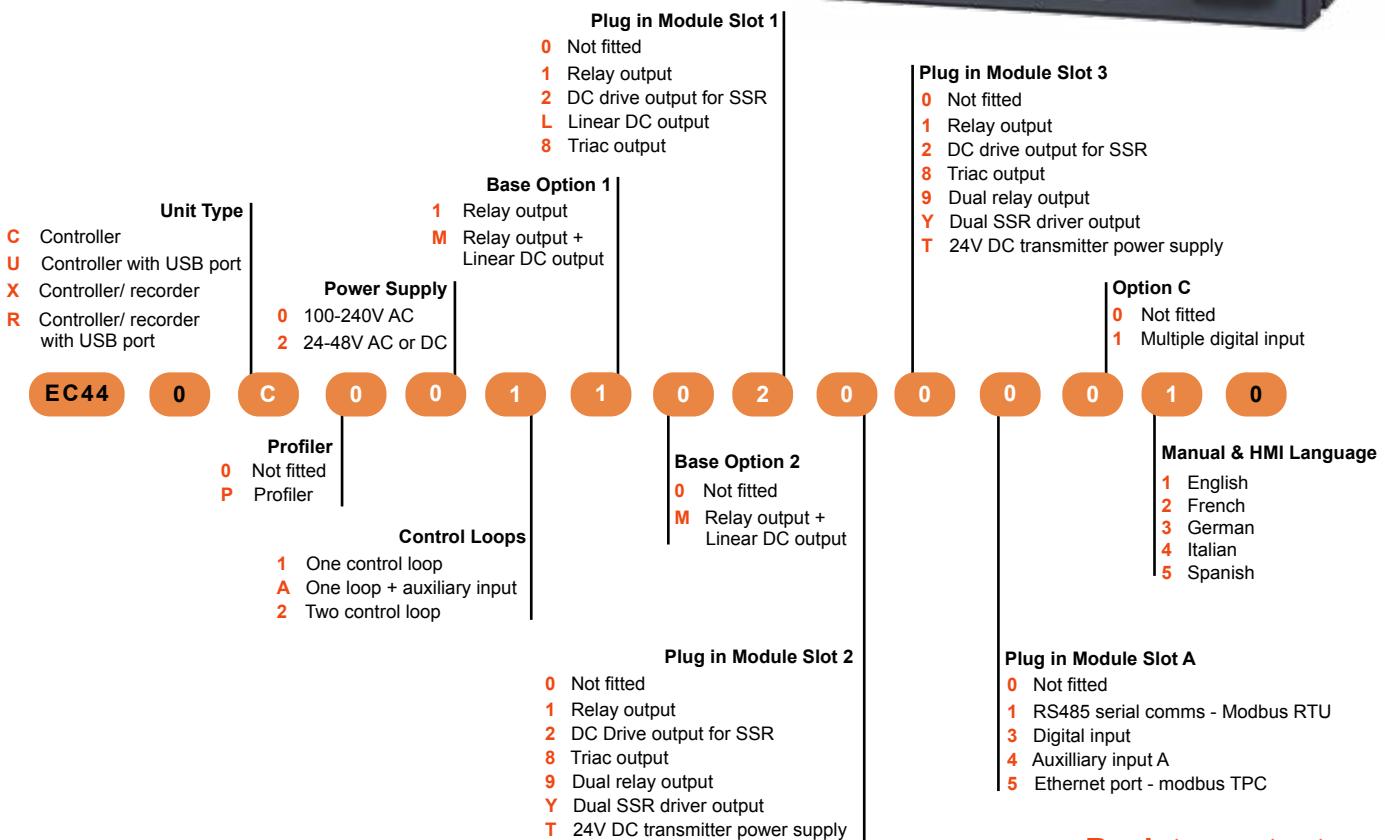 Plug in Module Slot 1
0 Not fitted
1 Relay output
2 DC drive output for SSR
L Linear DC output
8 Triac output
Plug in Module Slot 3
0 Not fitted
1 Relay output
2 DC drive output for SSR
8 Triac output
9 Dual relay output
Y Dual SSR driver output
T 24V DC transmitter power supply
Base Option 1
1 Relay output
M Relay output +
Linear DC output
Unit Type
C Controller
U Controller with USB port
X Controller/ recorder
R Controller/ recorder
with USB port
Power Supply
0 100-240V AC
2 24-48V AC or DC
Option C
0 Not fitted
1 Multiple digital input
EC44 0 C 0 0 1 1 0 2 0 0 0 0 1 0
Profiler
0 Not fitted
P Profiler
Control Loops
1 One control loop
A One loop + auxiliary input
2 Two control loop
Base Option 2
0 Not fitted
M Relay output +
Linear DC output
Manual & HMI Language
1 English
2 French
3 German
4 Italian
5 Spanish
Plug in Module Slot 2
0 Not fitted
1 Relay output
2 DC Drive output for SSR
8 Triac output
9 Dual relay output
Y Dual SSR driver output
T 24V DC transmitter power supply
Plug in Module Slot A
0 Not fitted
1 RS485 serial comms - Modbus RTU
3 Digital input
4 Auxilliary input A
5 Ethernet port - modbus TPC